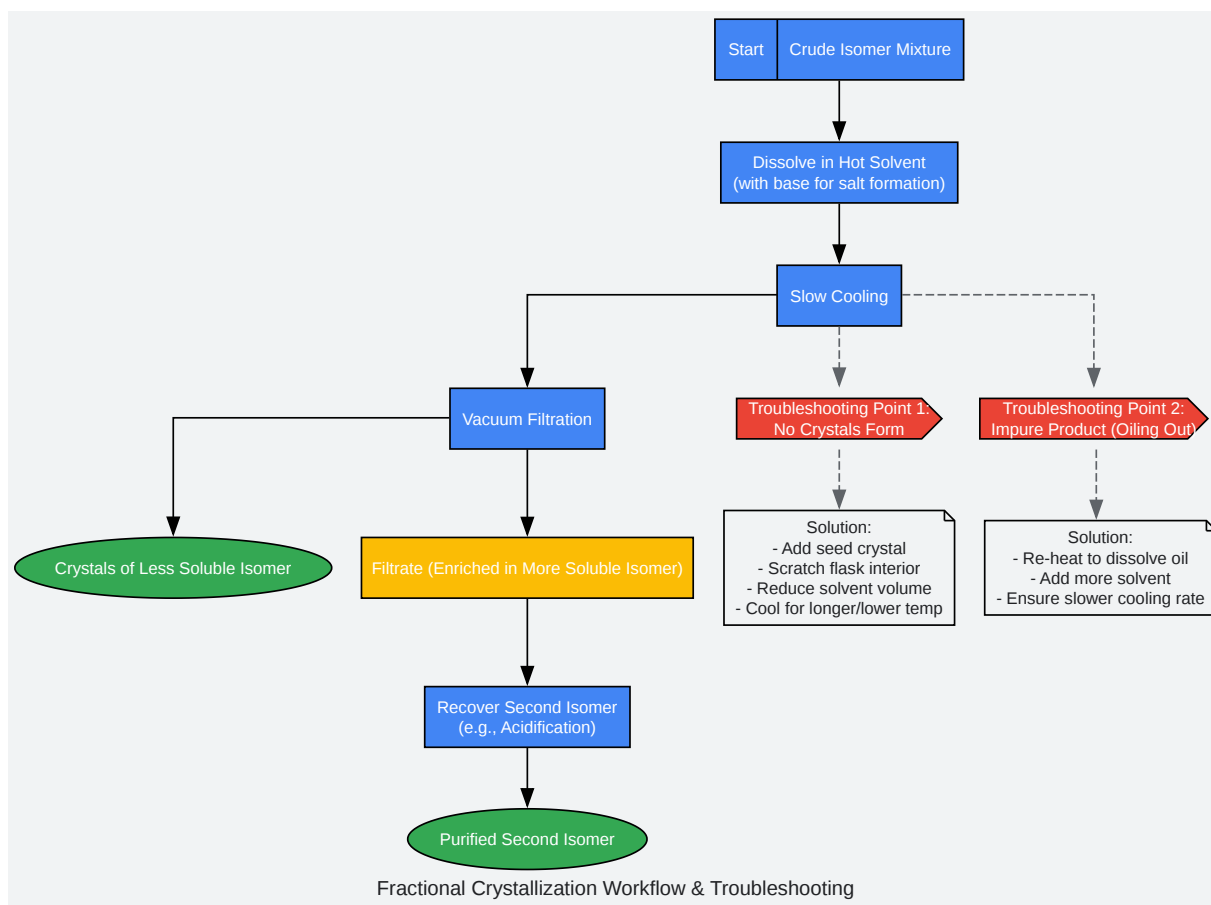 Start
Crude Isomer Mixture
Dissolve in Hot Solvent
(with base for salt formation)
Slow Cooling
Vacuum Filtration
Troubleshooting Point 1:
No Crystals Form
Troubleshooting Point 2:
Impure Product (Oiling Out)
Crystals of Less Soluble Isomer
Filtrate (Enriched in More Soluble Isomer)
Solution:
- Add seed crystal
- Scratch flask interior
- Reduce solvent volume
- Cool for longer/lower temp
Solution:
- Re-heat to dissolve oil
- Add more solvent
- Ensure slower cooling rate
Recover Second Isomer
(e.g., Acidification)
Purified Second Isomer
Fractional Crystallization Workflow & Troubleshooting